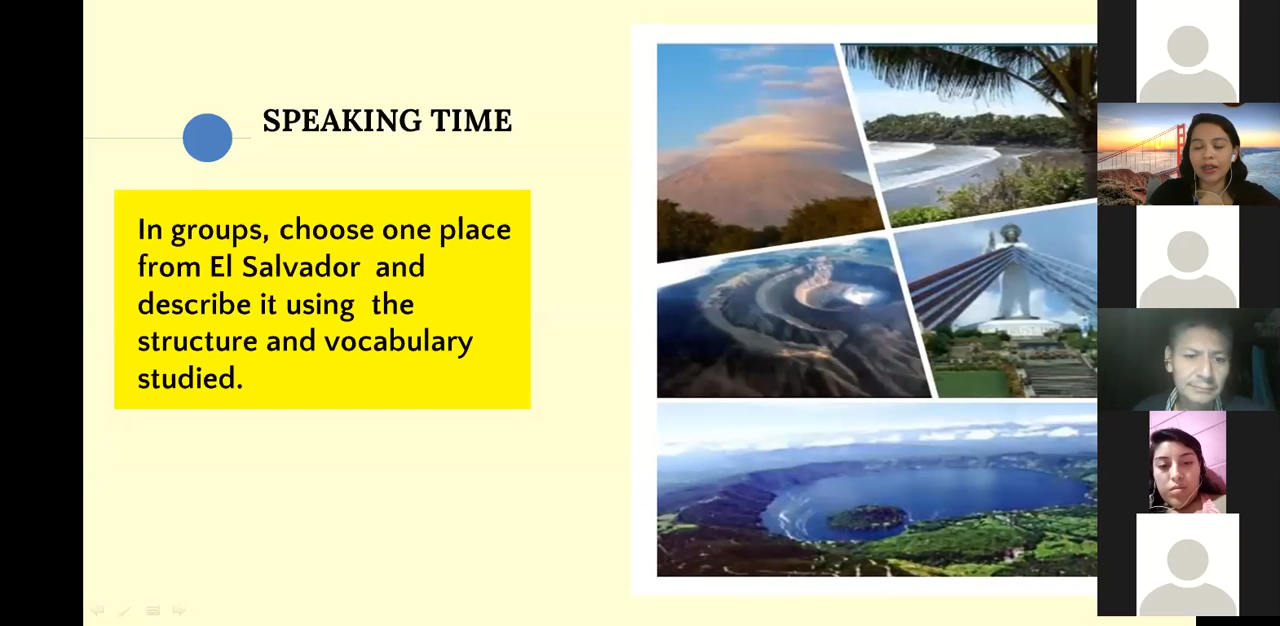 SPEAKING TIME
In groups, choose one place
from El Salvador and
describe it using the
structure and vocabulary
studied.